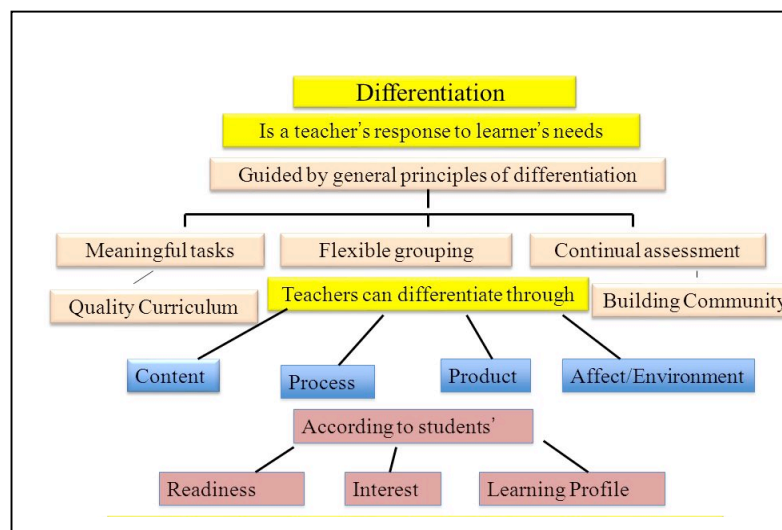 Differentiation
Is a teacher’s response to learner’s needs
Guided by general principles of differentiation
Meaningful tasks
Flexible grouping
Continual assessment
Quality Curriculum
Teachers can differentiate through
Building Community
Content
Process
Product
Affect/Environment
According to students’
Readiness
Interest
Learning Profile